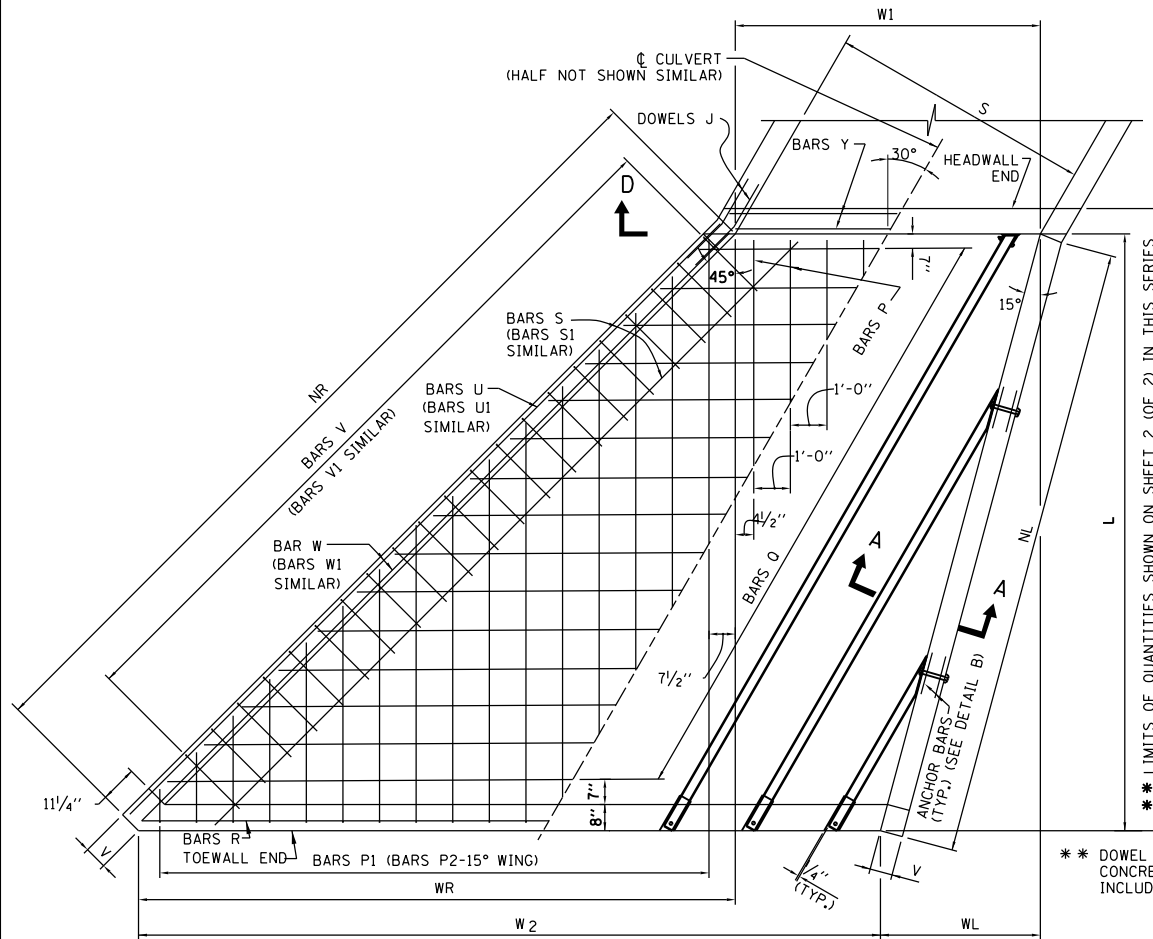 W1
℄ CULVERT
(HALF NOT SHOWN SIMILAR)
S
DOWELS J
BARS Y
30°
HEADWALL
END
D
7"
45°
15°
BARS P
BARS S
(BARS S1
SIMILAR)
NR
BARS V
(BARS V1 SIMILAR)
BARS U
(BARS U1
SIMILAR)
1'-0"
1'-0"
4 1/2"
BARS Q
BAR W
(BARS W1
SIMILAR)
A
A
NL
L
7 1/2"
ANCHOR BARS
(TYP.) (SEE DETAIL B)
** LIMITS OF QUANTITIES SHOWN ON SHEET 2 (OF 2) IN THIS SERIES
11 1/4"
7"
8"
V
BARS R
TOEWALL END
BARS P1 (BARS P2-15° WING)
1/4"
(TYP.)
V
WR
W2
WL
** DOWEL
CONCRE
INCLUD